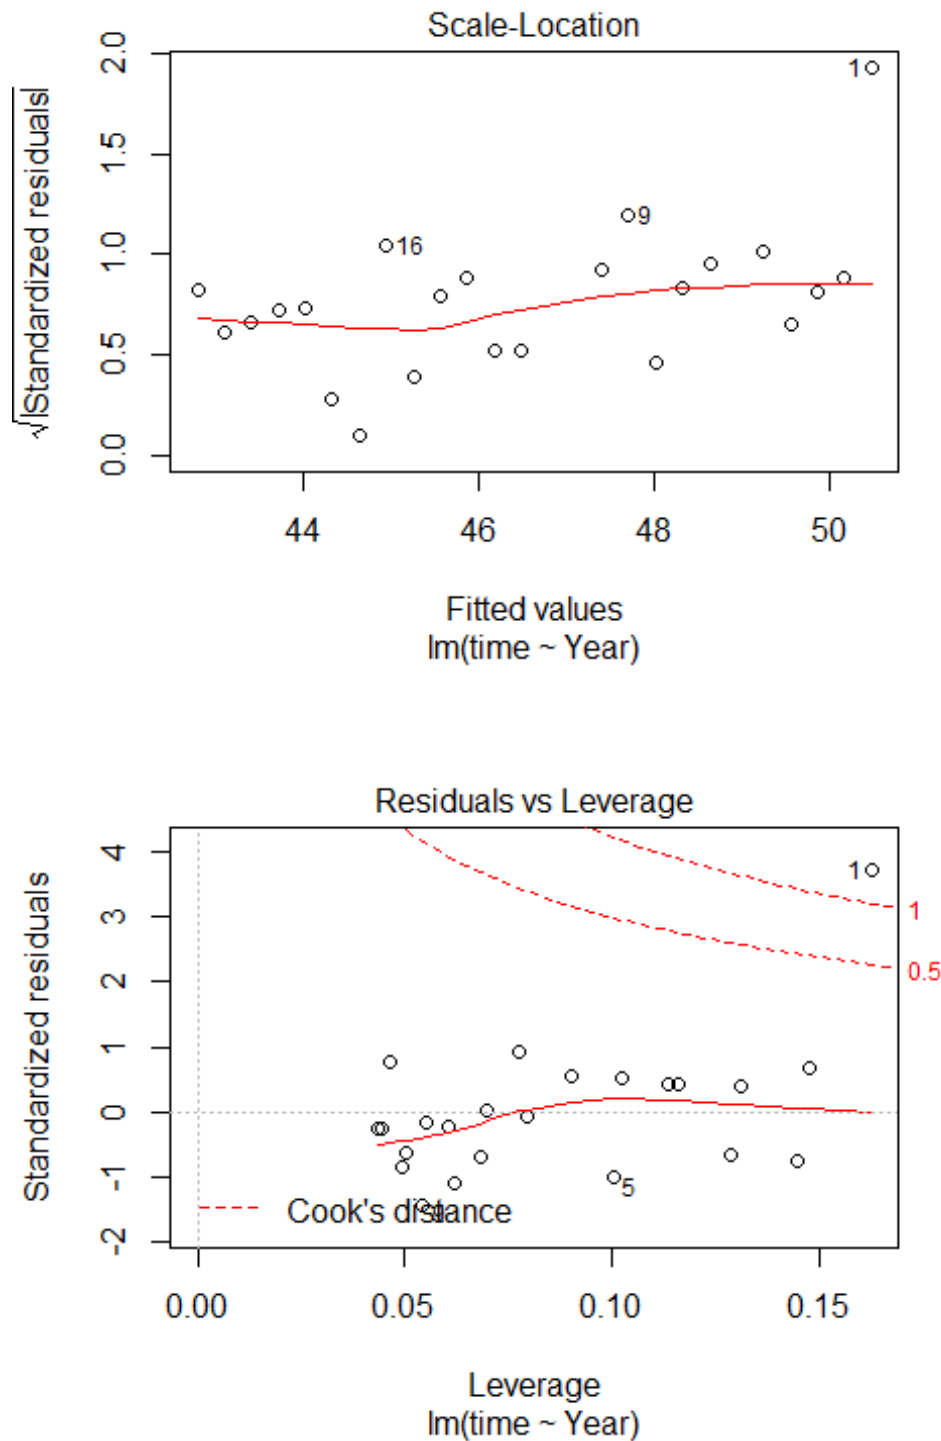 Scale-Location
√|Standardized residuals|
2.0
1.5
1.0
0.5
0.0
1
9
16
44 46 48 50
Fitted values
lm(time ~ Year)
Residuals vs Leverage
Standardized residuals
4
3
2
1
0
-1
-2
1
1
0.5
5
9
Cook's distance
0.00 0.05 0.10 0.15
Leverage
lm(time ~ Year)